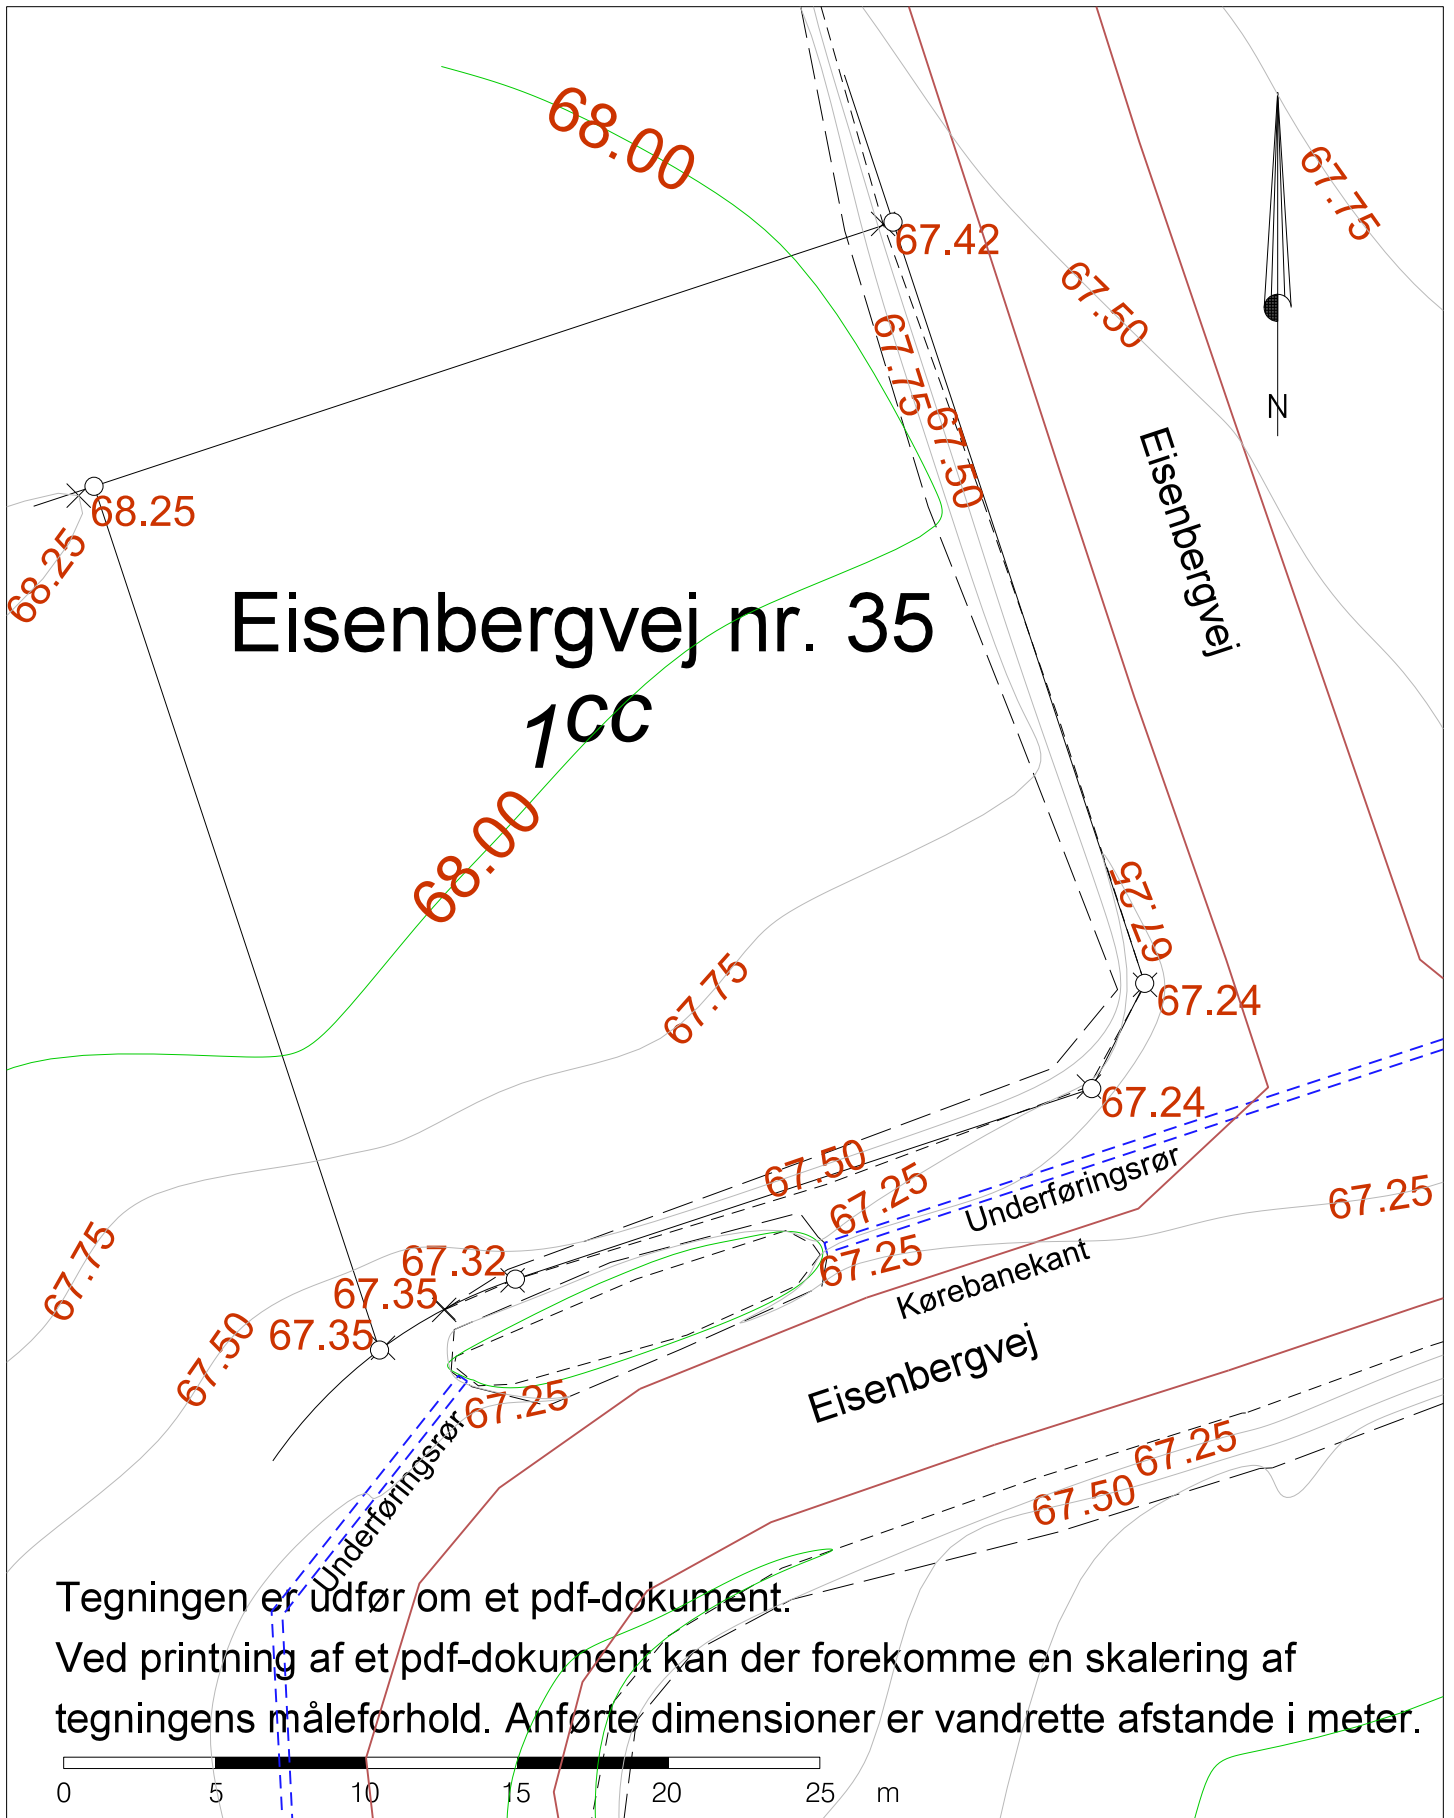 68.00
67.75
67.42
67.50
67.75
N
67.50
Eisenbergvej
68.25
68.25
Eisenbergvej nr. 35
1cc
68.00
67.25
67.75
67.24
67.24
67.50
67.25
Underføringsrør
67.25
67.25
67.75
67.32
67.35
67.35
67.50
Kørebanekant
Eisenbergvej
67.25
Underføringsrør
67.25
67.50
Tegningen er udfør om et pdf-dokument.
Ved printning af et pdf-dokument kan der forekomme en skalering af
tegningens måleforhold. Anførte dimensioner er vandrette afstande i meter.
0 5 10 15 20 25 m